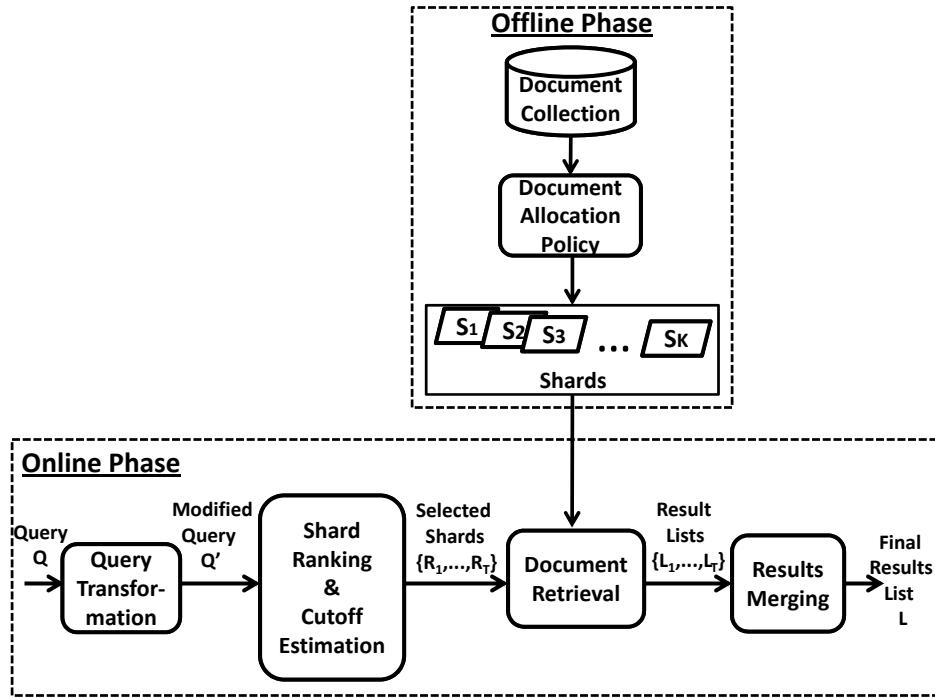 Offline Phase
Document
Collection
Document
Allocation
Policy
S1 S2 S3 ... SK
Shards
Online Phase
Query
Q
Query
Transfor-
mation
Modified
Query
Q'
Shard
Ranking
&
Cutoff
Estimation
Selected
Shards
{R1,...,RT}
Document
Retrieval
Result
Lists
{L1,...,LT}
Results
Merging
Final
Results
List
L